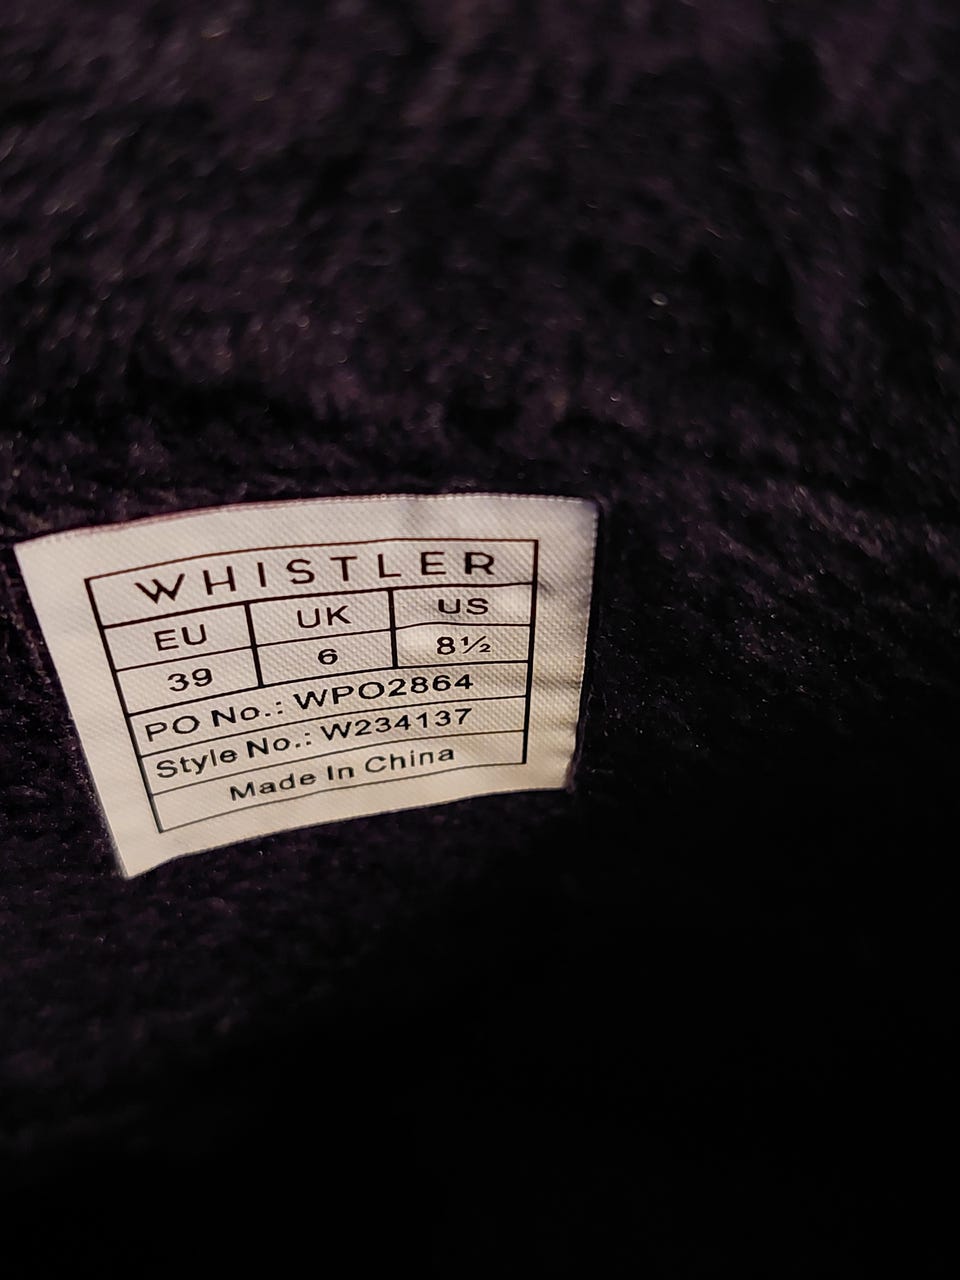 WHISTLER
EU UK US
39 6 8½
PO No.: WPO2864
Style No.: W234137
Made In China